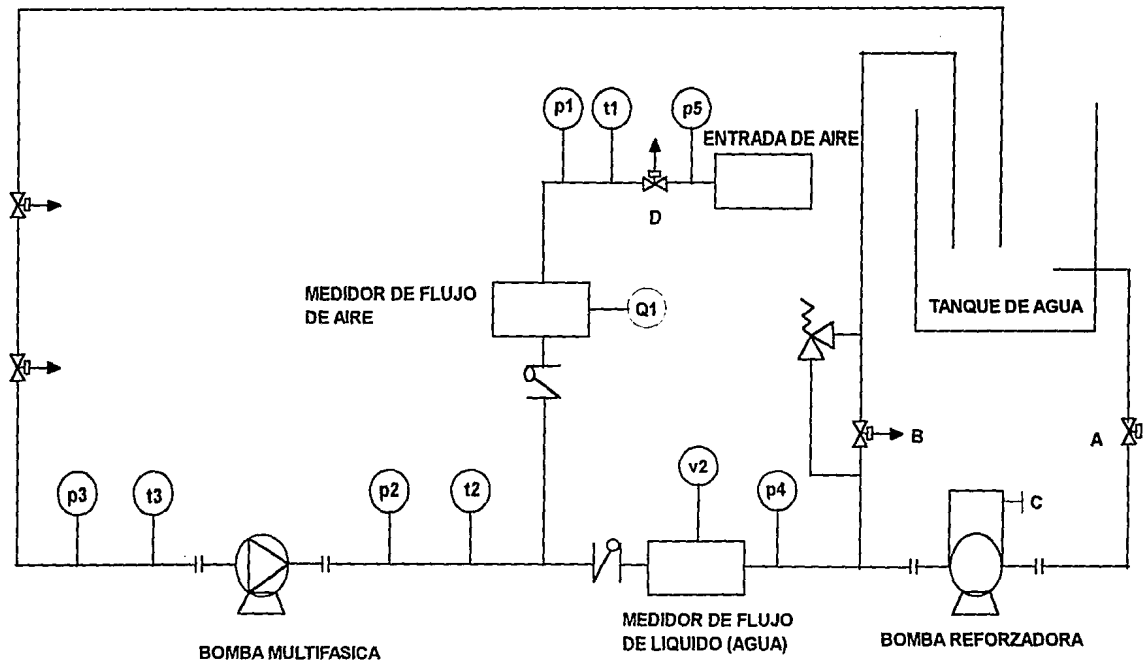 p1
t1
p5
ENTRADA DE AIRE
D
MEDIDOR DE FLUJO
DE AIRE
Q1
TANQUE DE AGUA
B
A
p3
t3
p2
t2
v2
p4
C
MEDIDOR DE FLUJO
DE LIQUIDO (AGUA)
BOMBA REFORZADORA
BOMBA MULTIFASICA